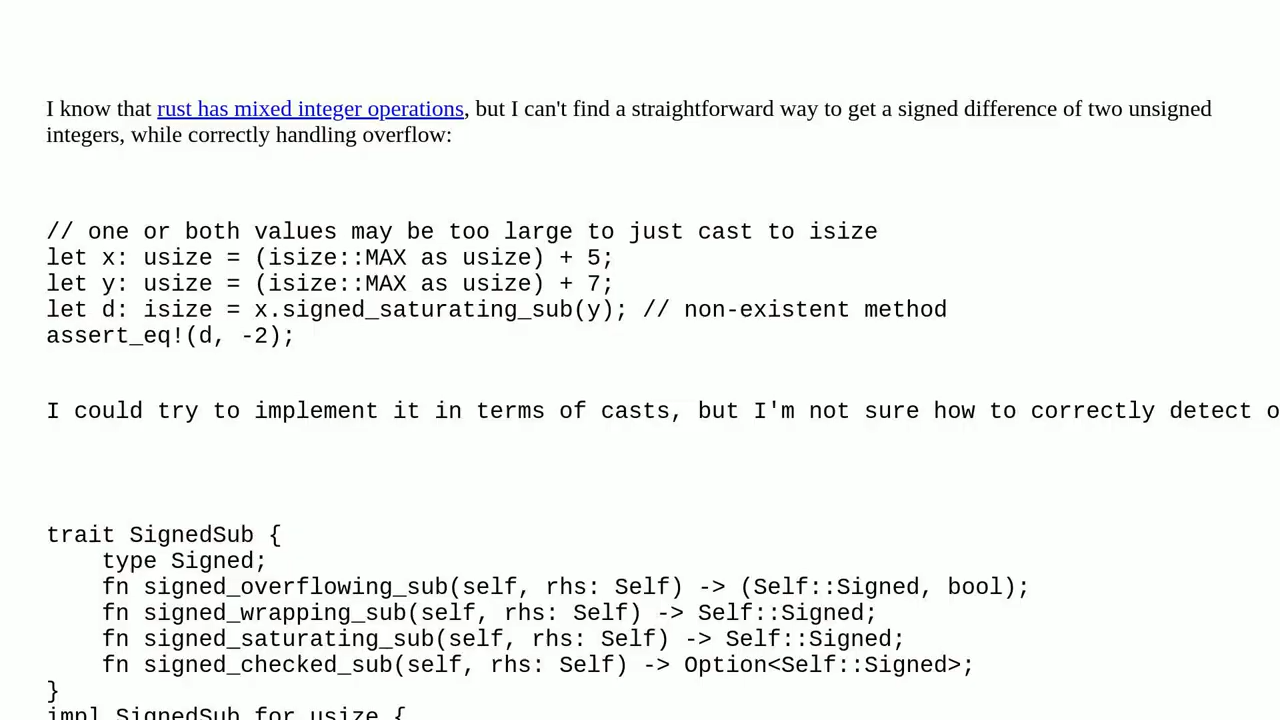 I know that rust has mixed integer operations, but I can't find a straightforward way to get a signed difference of two unsigned
integers, while correctly handling overflow:
// one or both values may be too large to just cast to isize
let x: usize = (isize::MAX as usize) + 5;
let y: usize = (isize::MAX as usize) + 7;
let d: isize = x.signed_saturating_sub(y); // non-existent method
assert_eq!(d, -2);
I could try to implement it in terms of casts, but I'm not sure how to correctly detect o
trait SignedSub {
    type Signed;
    fn signed_overflowing_sub(self, rhs: Self) -> (Self::Signed, bool);
    fn signed_wrapping_sub(self, rhs: Self) -> Self::Signed;
    fn signed_saturating_sub(self, rhs: Self) -> Self::Signed;
    fn signed_checked_sub(self, rhs: Self) -> Option<Self::Signed>;
}
impl SignedSub for usize {